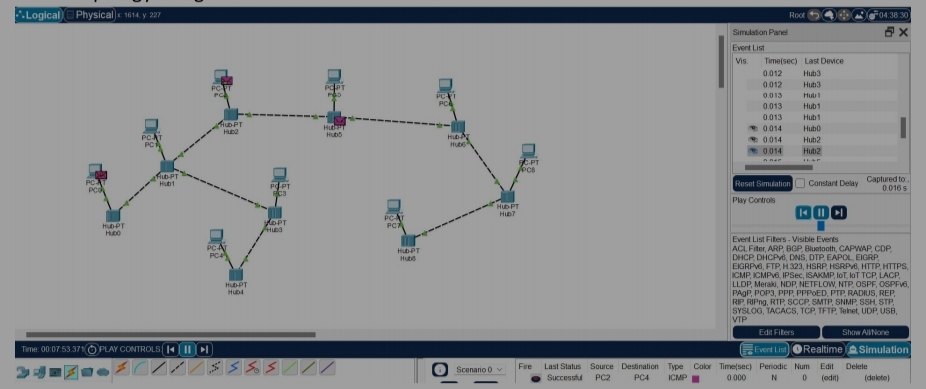 Logical Physical x: 1614, y: 227 Root 04:38:30
Simulation Panel
Event List
Vis. Time(sec) Last Device
0.012 Hub3
0.012 Hub3
0.013 Hub1
0.013 Hub1
0.013 Hub1
0.014 Hub0
0.014 Hub2
0.014 Hub2
Reset Simulation Constant Delay Captured to:
0.016 s
Play Controls
Event List Filters - Visible Events
ACL Filter, ARP, BGP, Bluetooth, CAPWAP, CDP,
DHCP, DHCPv6, DNS, DTP, EAPOL, EIGRP,
EIGRPv6, FTP, H.323, HSRP, HSRPv6, HTTP, HTTPS,
ICMP, ICMPv6, IPSec, ISAKMP, IoT, IoT TCP, LACP,
LLDP, Meraki, NDP, NETFLOW, NTP, OSPF, OSPFv6,
PAgP, POP3, PPP, PPPoED, PTP, RADIUS, REP,
RIP, RIPng, RTP, SCCP, SMTP, SNMP, SSH, STP,
SYSLOG, TACACS, TCP, TFTP, Telnet, UDP, USB,
VTP
Edit Filters Show All/None
PC-PT
PC2
Hub-PT
Hub2
PC-PT
Hub-PT
Hub5
PC-PT
PC6
Hub-PT
Hub6
PC-PT
PC1
Hub-PT
Hub1
PC-PT
PC8
Hub-PT
Hub7
PC-PT
PC0
Hub-PT
Hub0
PC-PT
PC3
Hub-PT
Hub3
PC-PT
PC4
Hub-PT
Hub4
PC-PT
PC7
Hub-PT
Hub8
Time: 00:07:53.371 PLAY CONTROLS: Event List Realtime Simulation
Scenario 0 Fire Last Status Source Destination Type Color Time(sec) Periodic Num Edit Delete
Successful PC2 PC4 ICMP 0.000 N 0 (edit) (delete)